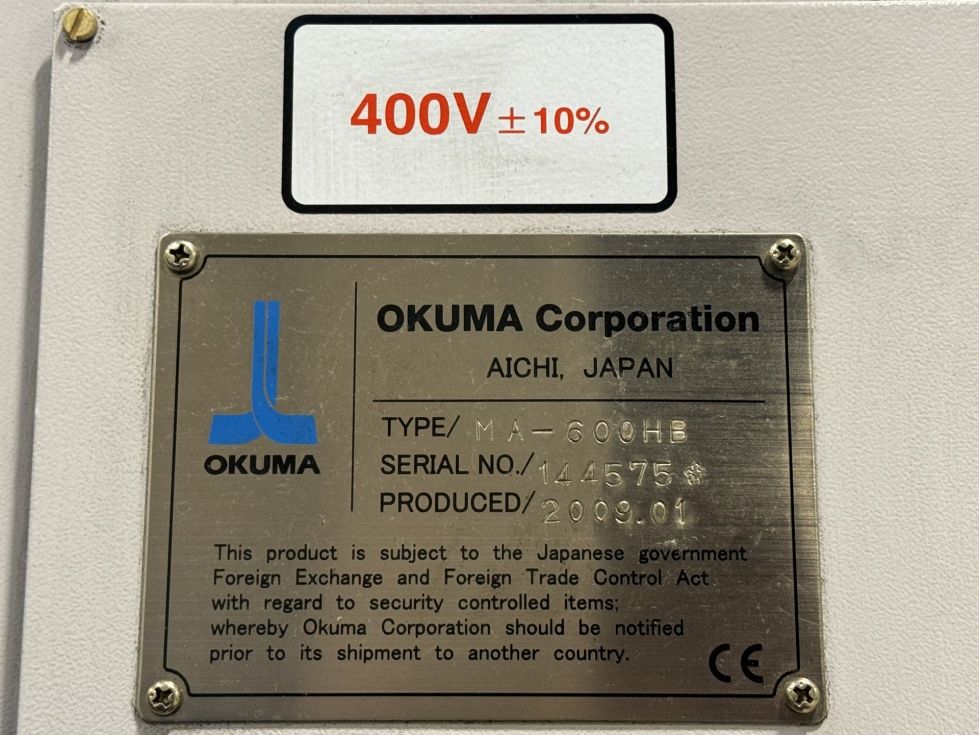 400V ± 10%
OKUMA Corporation
AICHI, JAPAN
OKUMA
TYPE/ MA-600HB
SERIAL NO./ 144575*
PRODUCED/ 2009.01
This product is subject to the Japanese government
Foreign Exchange and Foreign Trade Control Act
with regard to security controlled items;
whereby Okuma Corporation should be notified
prior to its shipment to another country.
CE